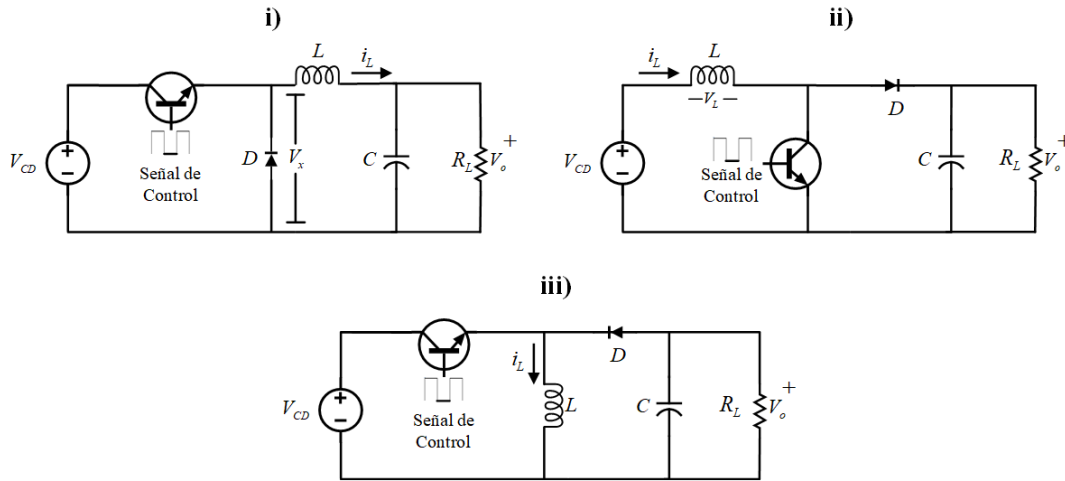 i)
L
i_L
V_CD
+
−
Señal de
Control
D
V_x
C
R_L
+
V_o
ii)
i_L
L
−V_L−
D
V_CD
+
−
Señal de
Control
C
R_L
+
V_o
iii)
V_CD
+
−
Señal de
Control
i_L
L
D
C
R_L
+
V_o